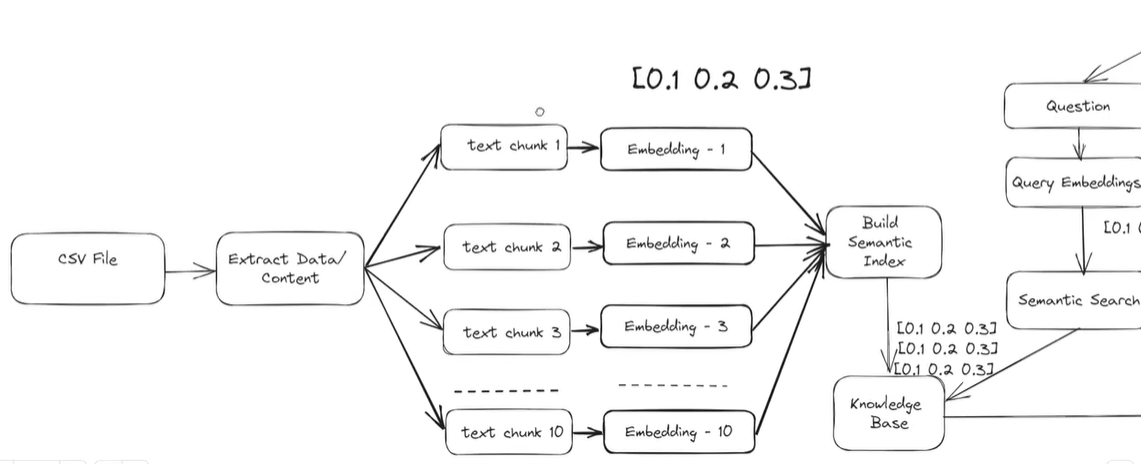 [0.1 0.2 0.3]
CSV File
Extract Data/
Content
text chunk 1
Embedding - 1
text chunk 2
Embedding - 2
text chunk 3
Embedding - 3
text chunk 10
Embedding - 10
Build
Semantic
Index
[0.1 0.2 0.3]
[0.1 0.2 0.3]
[0.1 0.2 0.3]
Knowledge
Base
Question
Query Embeddings
[0.1 0
Semantic Search